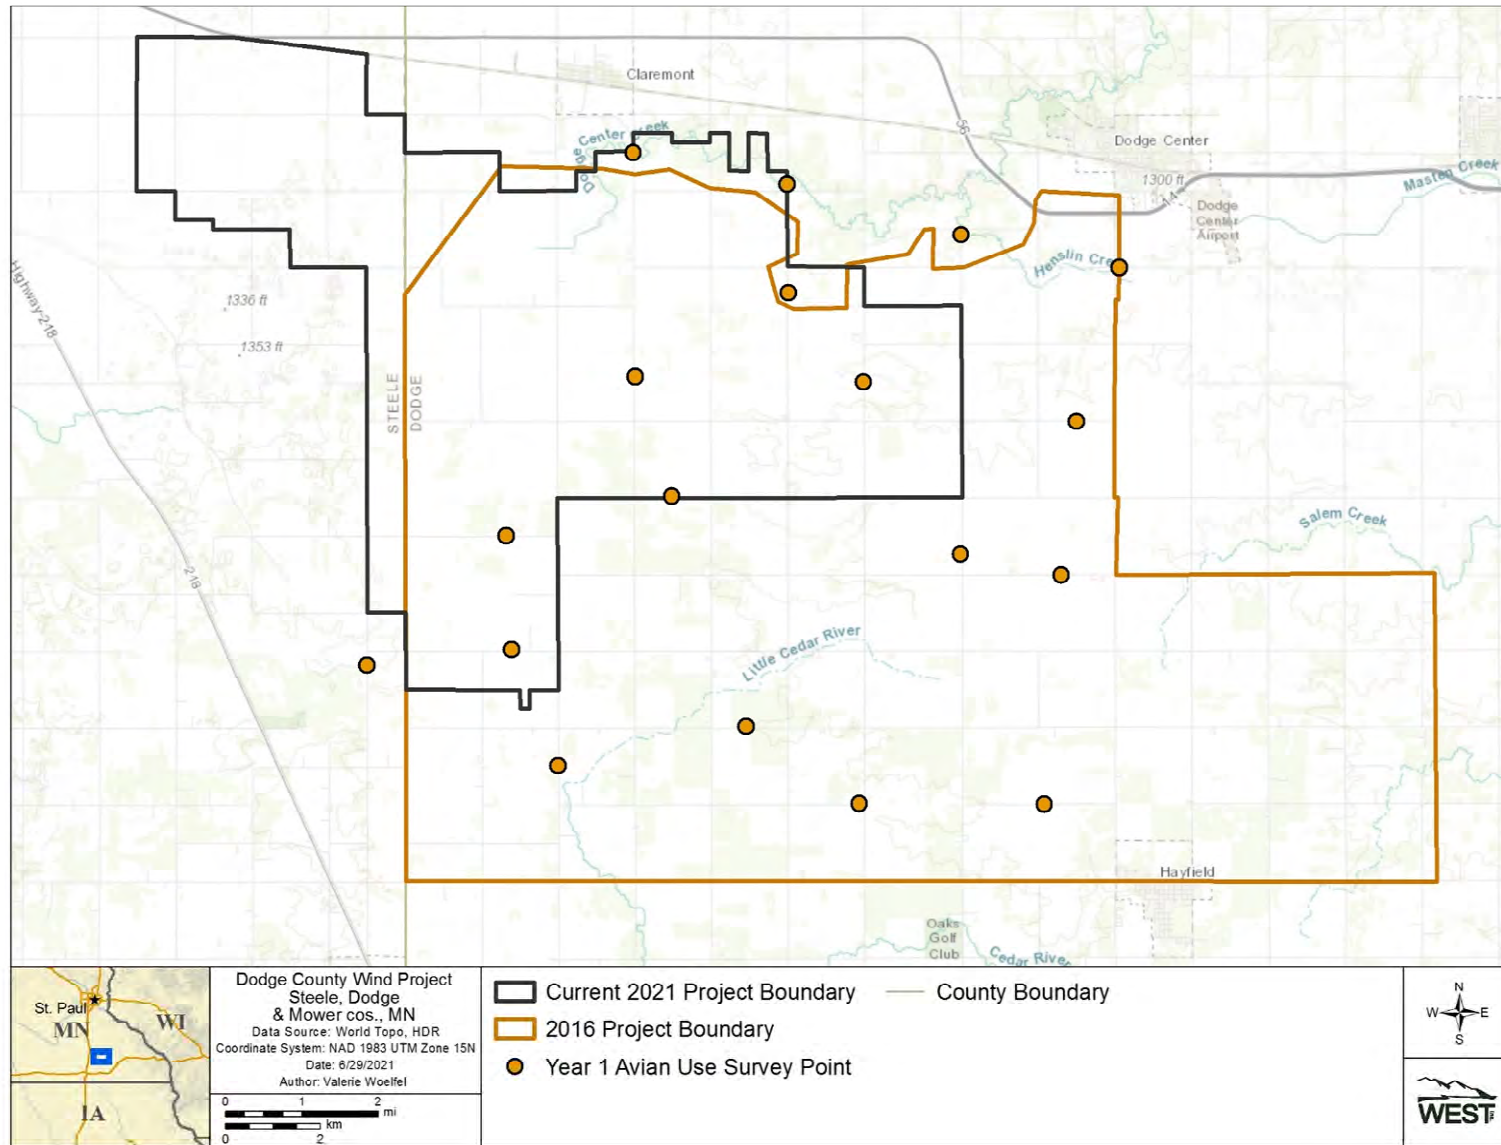 Claremont
Dodge Center Creek
56
Dodge Center
1300 ft
14
Masten Creek
Dodge
Center
Airport
Henslin Creek
Highway-218
1336 ft
1353 ft
STEELE
DODGE
218
Salem Creek
Little Cedar River
Hayfield
Oaks
Golf
Club
Cedar River
St. Paul
MN
WI
IA
Dodge County Wind Project
Steele, Dodge
& Mower cos., MN
Data Source: World Topo, HDR
Coordinate System: NAD 1983 UTM Zone 15N
Date: 6/29/2021
Author: Valerie Woelfel
0 1 2
mi
km
0 2
Current 2021 Project Boundary
County Boundary
2016 Project Boundary
Year 1 Avian Use Survey Point
N
W E
S
WEST